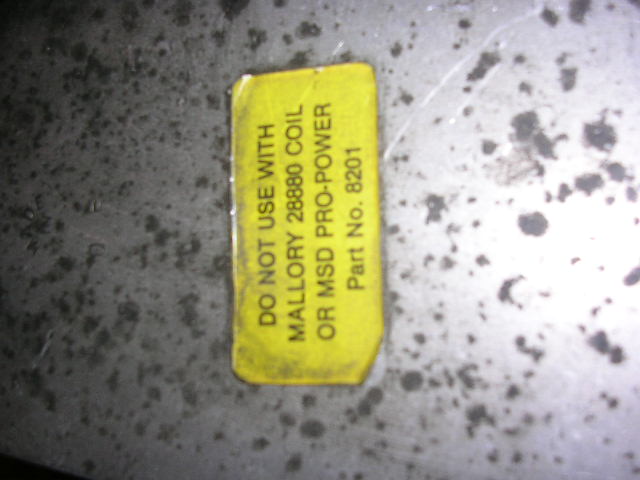 DO NOT USE WITH
MALLORY 28880 COIL
OR MSD PRO-POWER
Part No. 8201